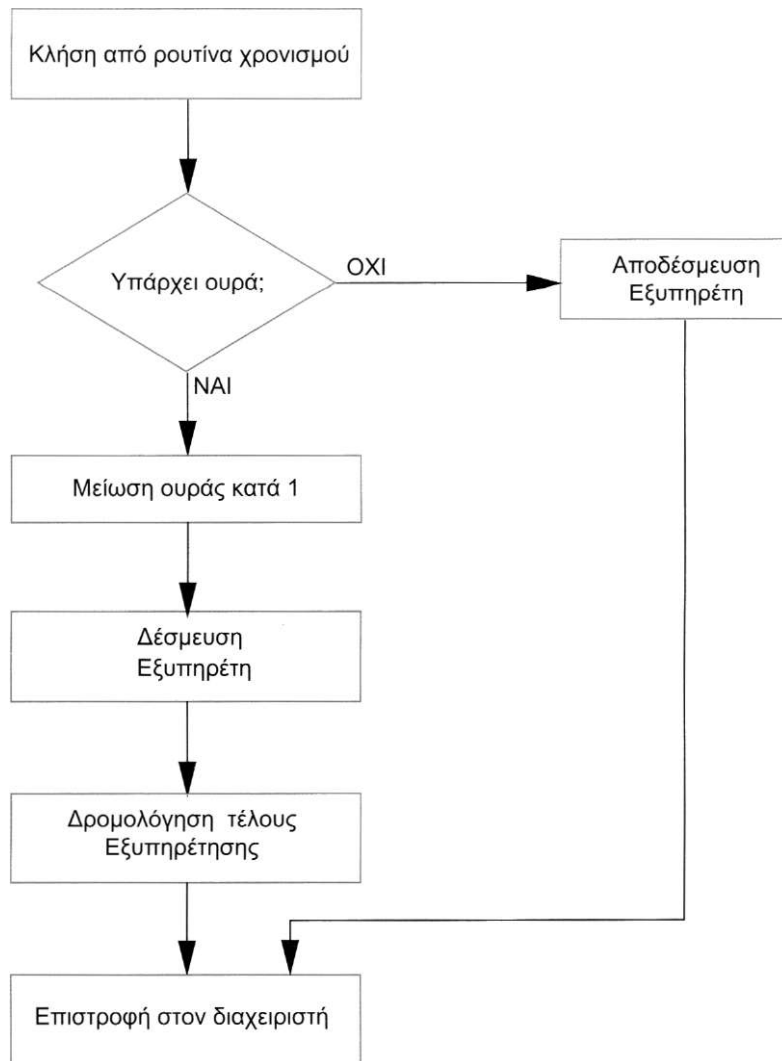 Κλήση από ρουτίνα χρονισμού
Υπάρχει ουρά;
ΟΧΙ
Αποδέσμευση
Εξυπηρέτη
ΝΑΙ
Μείωση ουράς κατά 1
Δέσμευση
Εξυπηρέτη
Δρομολόγηση τέλους
Εξυπηρέτησης
Επιστροφή στον διαχειριστή